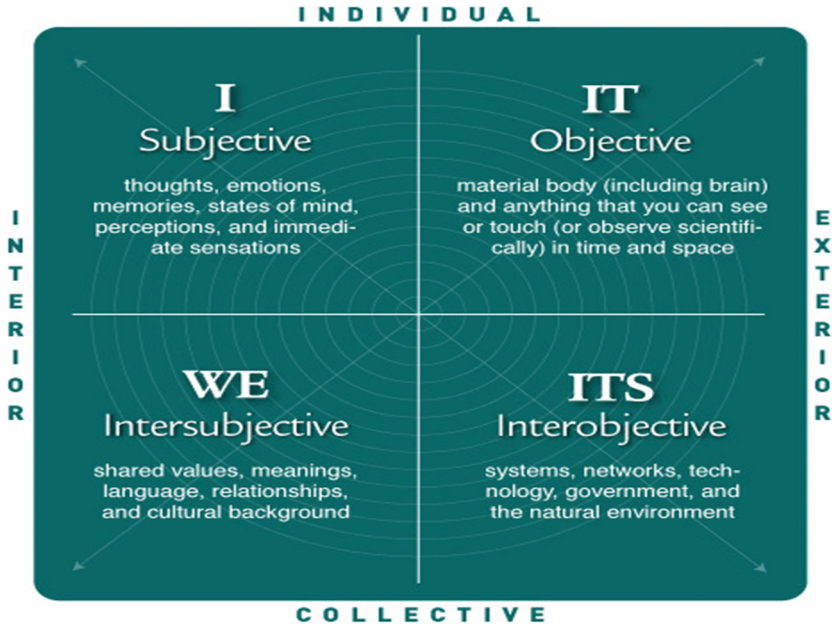 INDIVIDUAL
I
Subjective
thoughts, emotions,
memories, states of mind,
perceptions, and immedi-
ate sensations
IT
Objective
material body (including brain)
and anything that you can see
or touch (or observe scientifi-
cally) in time and space
INTERIOR
EXTERIOR
WE
Intersubjective
shared values, meanings,
language, relationships,
and cultural background
ITS
Interobjective
systems, networks, tech-
nology, government, and
the natural environment
COLLECTIVE